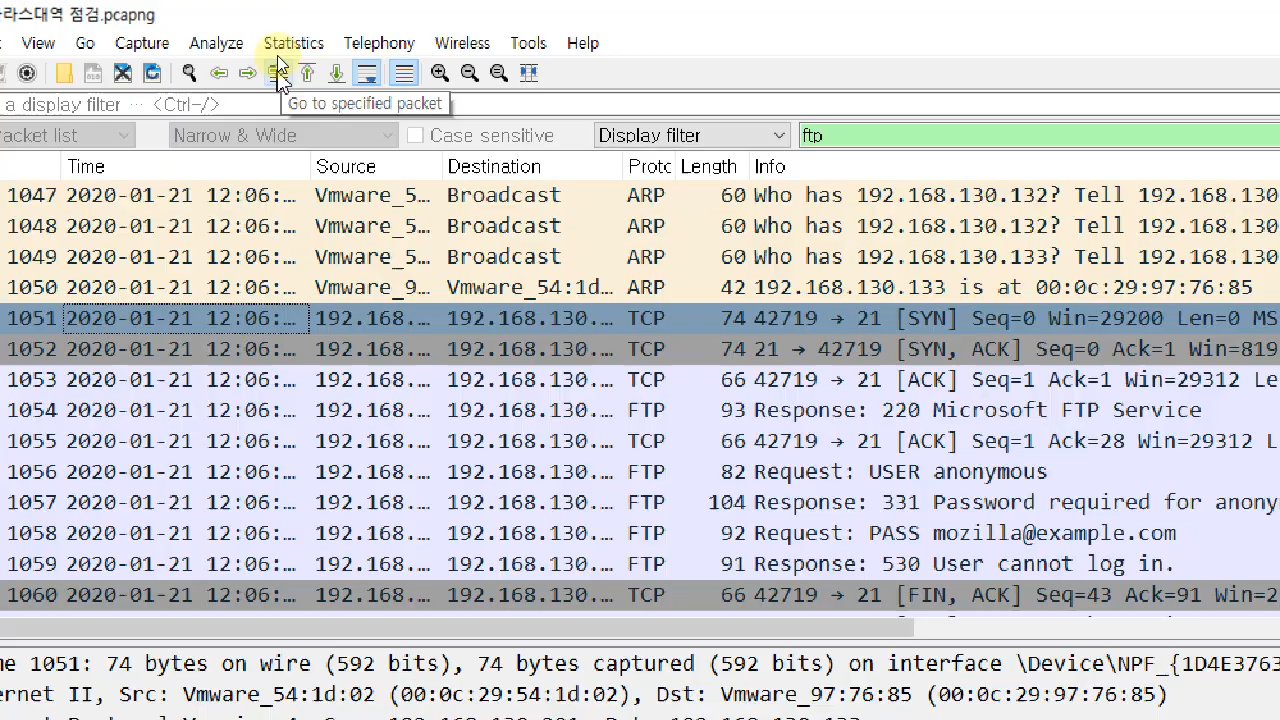 라스대역 점검.pcapng
View Go Capture Analyze Statistics Telephony Wireless Tools Help
a display filter ··· <Ctrl-/>
Go to specified packet
acket list Narrow & Wide Case sensitive Display filter ftp
Time Source Destination Protc Length Info
1047 2020-01-21 12:06:… Vmware_5… Broadcast ARP 60 Who has 192.168.130.132? Tell 192.168.130
1048 2020-01-21 12:06:… Vmware_5… Broadcast ARP 60 Who has 192.168.130.132? Tell 192.168.130
1049 2020-01-21 12:06:… Vmware_5… Broadcast ARP 60 Who has 192.168.130.133? Tell 192.168.130
1050 2020-01-21 12:06:… Vmware_9… Vmware_54:1d… ARP 42 192.168.130.133 is at 00:0c:29:97:76:85
1051 2020-01-21 12:06:… 192.168.… 192.168.130.… TCP 74 42719 → 21 [SYN] Seq=0 Win=29200 Len=0 MS
1052 2020-01-21 12:06:… 192.168.… 192.168.130.… TCP 74 21 → 42719 [SYN, ACK] Seq=0 Ack=1 Win=819
1053 2020-01-21 12:06:… 192.168.… 192.168.130.… TCP 66 42719 → 21 [ACK] Seq=1 Ack=1 Win=29312 Le
1054 2020-01-21 12:06:… 192.168.… 192.168.130.… FTP 93 Response: 220 Microsoft FTP Service
1055 2020-01-21 12:06:… 192.168.… 192.168.130.… TCP 66 42719 → 21 [ACK] Seq=1 Ack=28 Win=29312 L
1056 2020-01-21 12:06:… 192.168.… 192.168.130.… FTP 82 Request: USER anonymous
1057 2020-01-21 12:06:… 192.168.… 192.168.130.… FTP 104 Response: 331 Password required for anony
1058 2020-01-21 12:06:… 192.168.… 192.168.130.… FTP 92 Request: PASS mozilla@example.com
1059 2020-01-21 12:06:… 192.168.… 192.168.130.… FTP 91 Response: 530 User cannot log in.
1060 2020-01-21 12:06:… 192.168.… 192.168.130.… TCP 66 42719 → 21 [FIN, ACK] Seq=43 Ack=91 Win=2
me 1051: 74 bytes on wire (592 bits), 74 bytes captured (592 bits) on interface \Device\NPF_{1D4E3763
ernet II, Src: Vmware_54:1d:02 (00:0c:29:54:1d:02), Dst: Vmware_97:76:85 (00:0c:29:97:76:85)